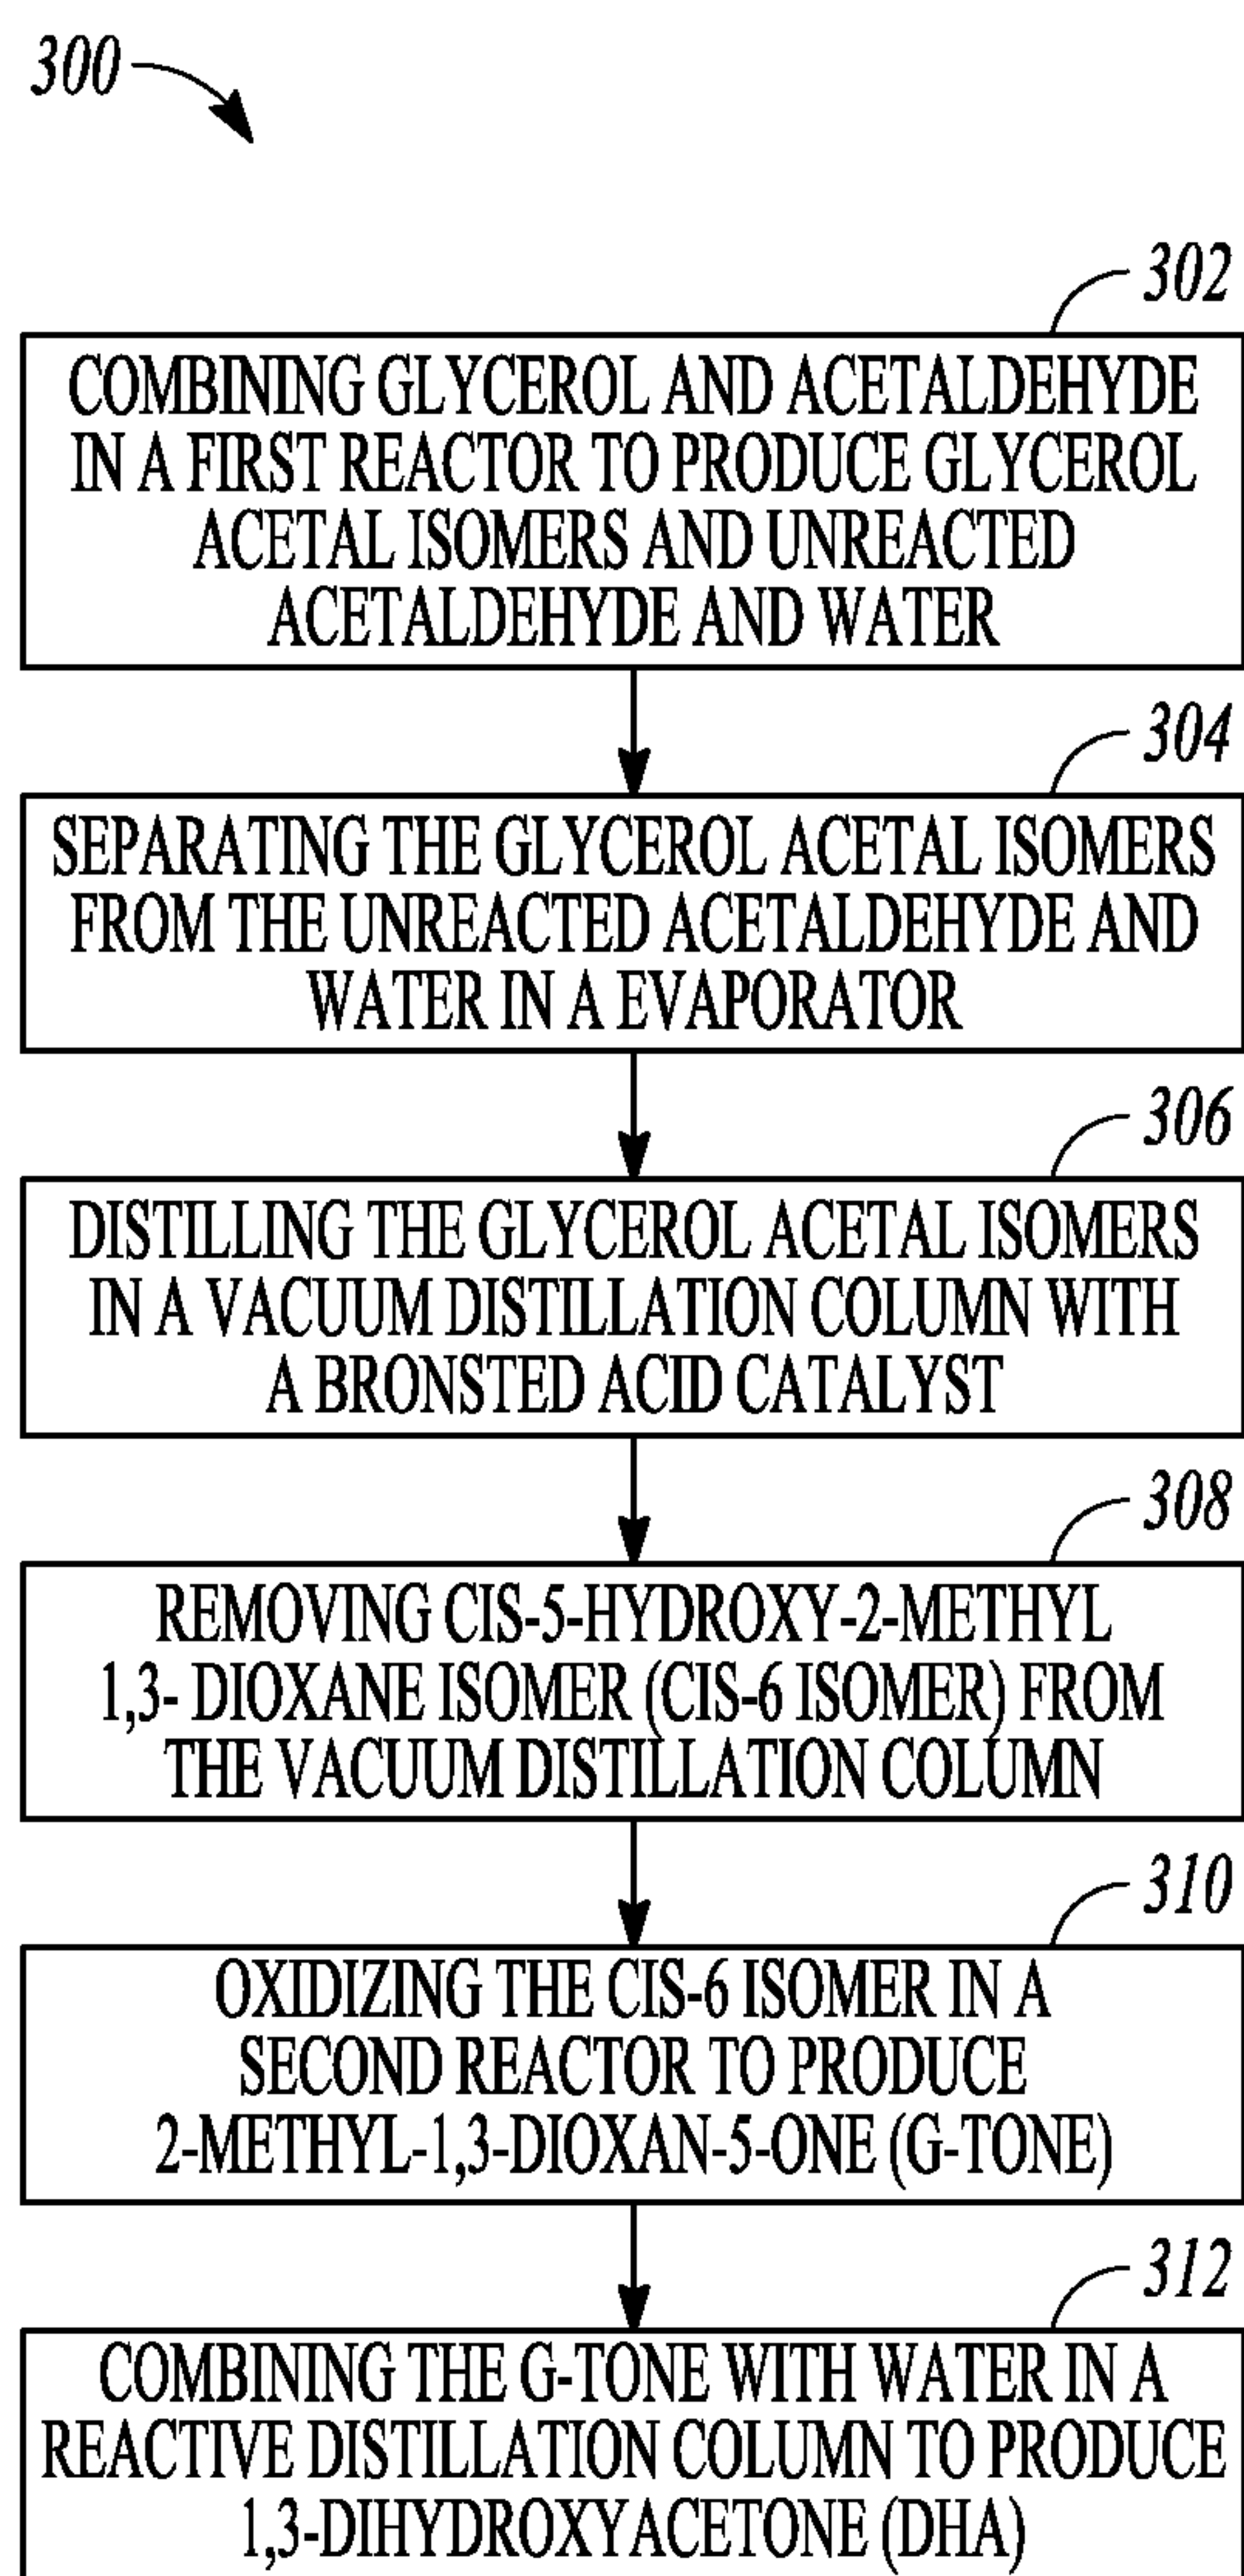 300
302
COMBINING GLYCEROL AND ACETALDEHYDE
IN A FIRST REACTOR TO PRODUCE GLYCEROL
ACETAL ISOMERS AND UNREACTED
ACETALDEHYDE AND WATER
304
SEPARATING THE GLYCEROL ACETAL ISOMERS
FROM THE UNREACTED ACETALDEHYDE AND
WATER IN A EVAPORATOR
306
DISTILLING THE GLYCEROL ACETAL ISOMERS
IN A VACUUM DISTILLATION COLUMN WITH
A BRONSTED ACID CATALYST
308
REMOVING CIS-5-HYDROXY-2-METHYL
1,3- DIOXANE ISOMER (CIS-6 ISOMER) FROM
THE VACUUM DISTILLATION COLUMN
310
OXIDIZING THE CIS-6 ISOMER IN A
SECOND REACTOR TO PRODUCE
2-METHYL-1,3-DIOXAN-5-ONE (G-TONE)
312
COMBINING THE G-TONE WITH WATER IN A
REACTIVE DISTILLATION COLUMN TO PRODUCE
1,3-DIHYDROXYACETONE (DHA)